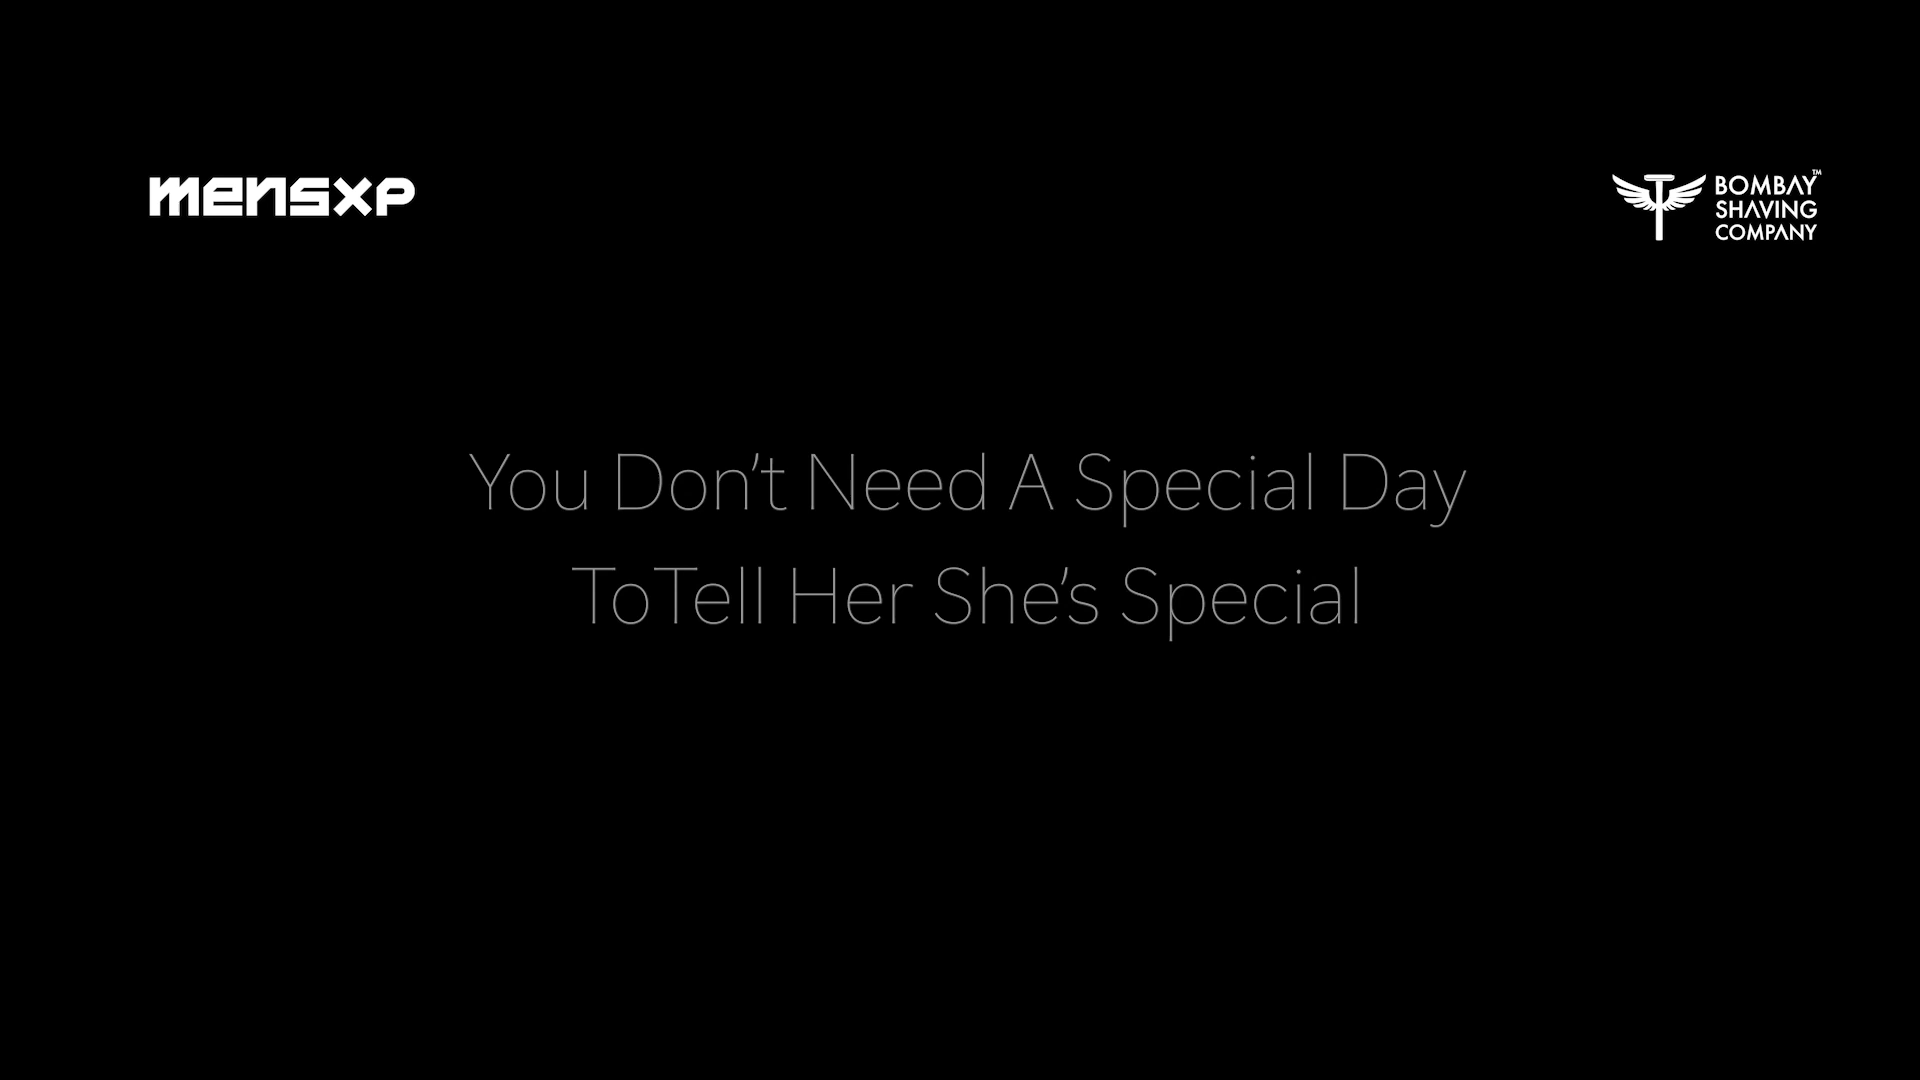 mensxp
BOMBAY™
SHAVING
COMPANY
You Don’t Need A Special Day
ToTell Her She’s Special